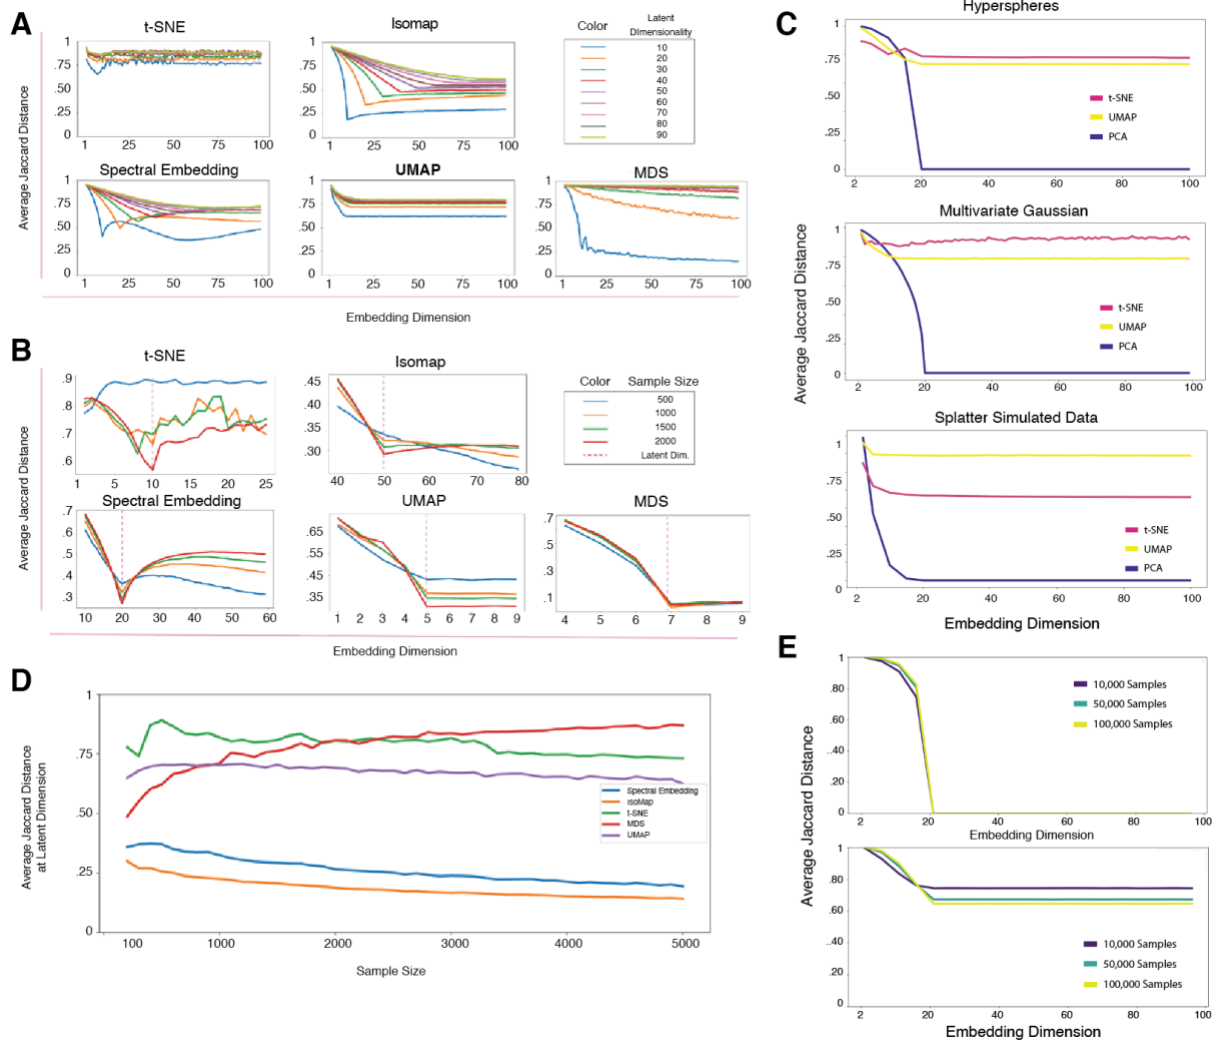 A
t-SNE
Isomap
Color
Latent
Dimensionality
10
20
30
40
50
60
70
80
90
1
.75
.50
.25
0
1 25 50 75 100
1
.75
.50
.25
0
1 25 50 75 100
Average Jaccard Distance
Spectral Embedding
UMAP
MDS
1
.75
.50
.25
0
1 25 50 75 100
1
.75
.50
.25
0
1 25 50 75 100
1
.75
.50
.25
0
1 25 50 75 100
Embedding Dimension
B
t-SNE
Isomap
Color Sample Size
500
1000
1500
2000
Latent Dim.
.9
.8
.7
.6
1 5 10 15 20 25
.45
.40
.35
.30
40 50 60 70 80
Average Jaccard Distance
Spectral Embedding
UMAP
MDS
.7
.6
.5
.4
.3
10 20 30 40 50 60
.65
.55
.45
.35
1 2 3 4 5 6 7 8 9
.7
.5
.3
.1
4 5 6 7 8 9
Embedding Dimension
C
Hyperspheres
1
.75
.50
.25
0
2 20 40 60 80 100
t-SNE
UMAP
PCA
Multivariate Gaussian
1
.75
.50
.25
0
2 20 40 60 80 100
t-SNE
UMAP
PCA
Average Jaccard Distance
Splatter Simulated Data
1
.75
.50
.25
0
2 20 40 60 80 100
t-SNE
UMAP
PCA
Embedding Dimension
D
1
.75
.50
.25
0
100 1000 2000 3000 4000 5000
Average Jaccard Distance
at Latent Dimension
Spectral Embedding
IsoMap
t-SNE
MDS
UMAP
Sample Size
E
1
.80
.60
..40
.20
0
2 20 40 60 80 100
10,000 Samples
50,000 Samples
100,000 Samples
Embedding Dimension
Average Jaccard Distance
1
.80
.60
..40
.20
0
2 20 40 60 80 100
10,000 Samples
50,000 Samples
100,000 Samples
Embedding Dimension